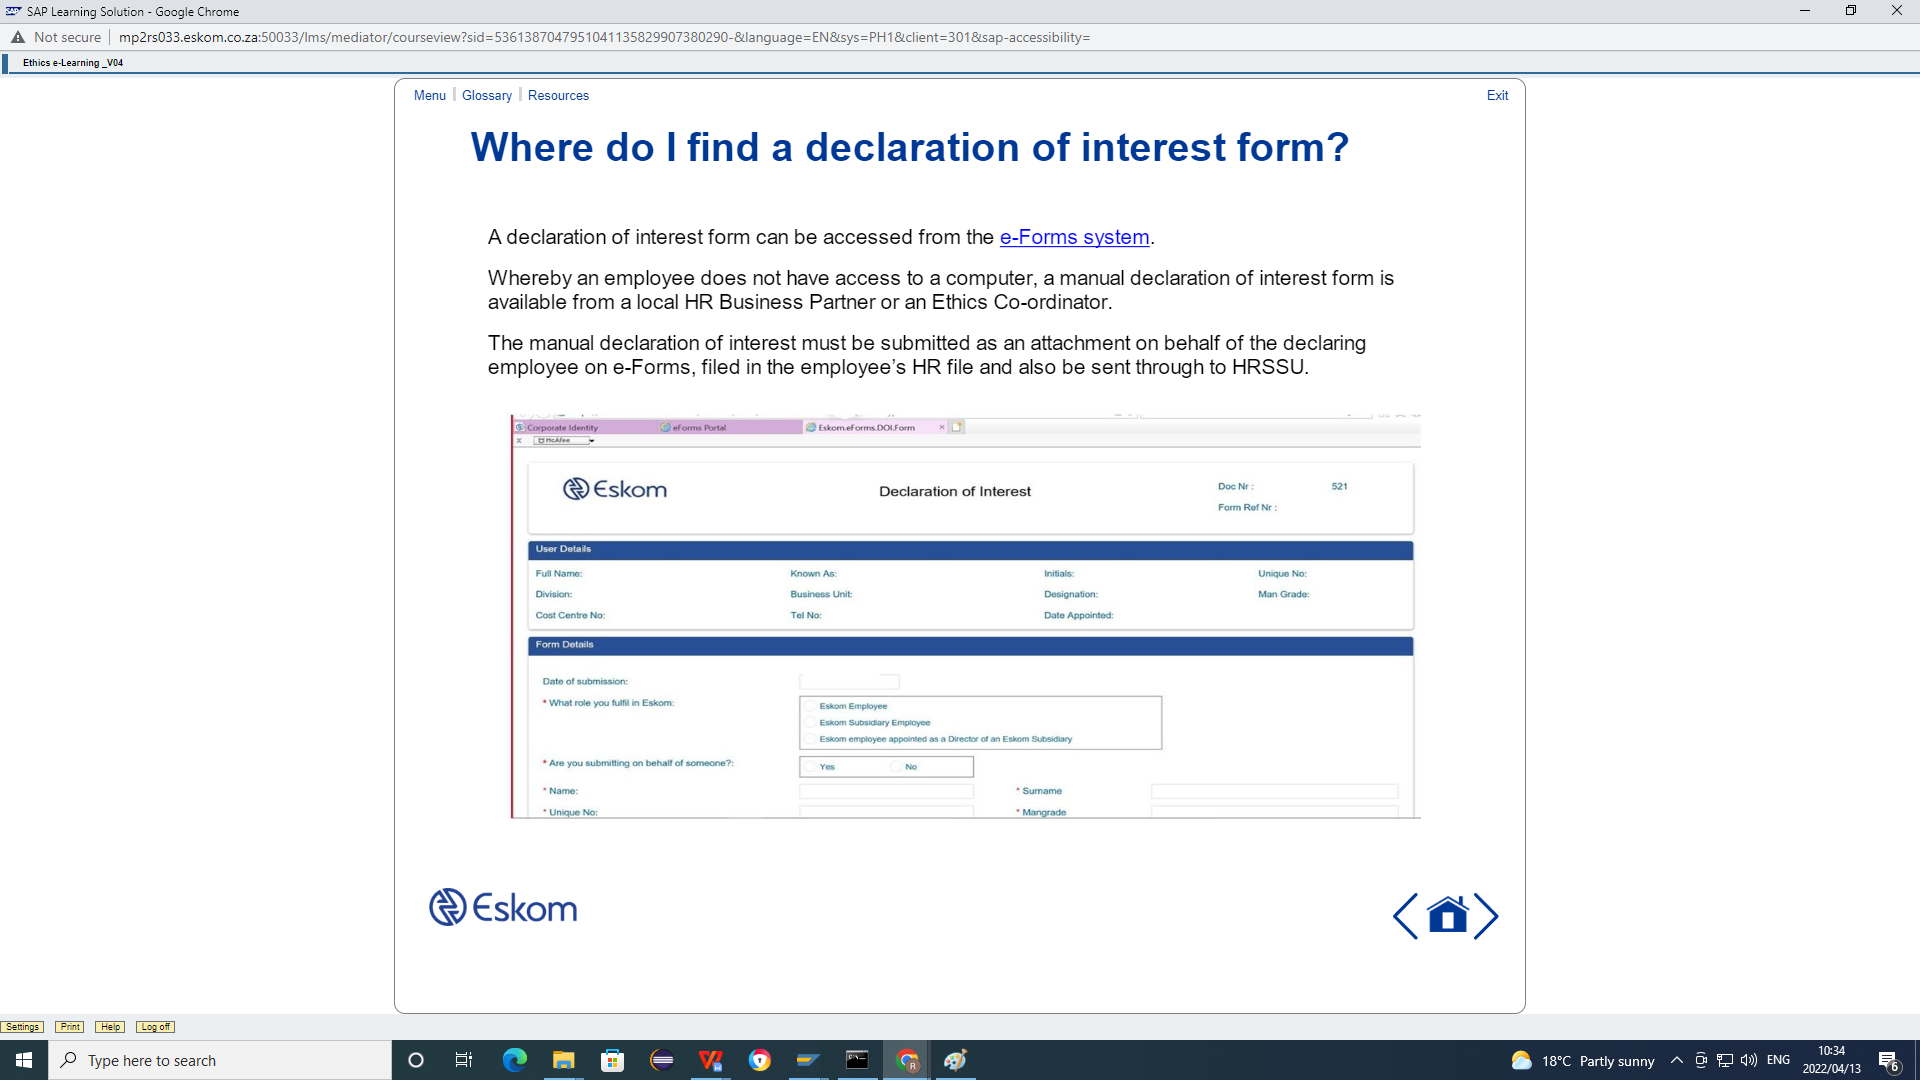 SAP Learning Solution - Google Chrome
Not secure
mp2rs033.eskom.co.za:50033/lms/mediator/courseview?sid=5361387047951041135829907380290-&language=EN&sys=PH1&client=301&sap-accessibility=
Ethics e-Learning _V04
Menu Glossary Resources Exit
Where do I find a declaration of interest form?
A declaration of interest form can be accessed from the e-Forms system.
Whereby an employee does not have access to a computer, a manual declaration of interest form is
available from a local HR Business Partner or an Ethics Co-ordinator.
The manual declaration of interest must be submitted as an attachment on behalf of the declaring
employee on e-Forms, filed in the employee’s HR file and also be sent through to HRSSU.
Corporate Identity eForms Portal Eskom.eForms.DOI.Form
x McAfee
Eskom Declaration of Interest Doc Nr : 521
Form Ref Nr :
User Details
Full Name: Known As: Initials: Unique No:
Division: Business Unit: Designation: Man Grade:
Cost Centre No: Tel No: Date Appointed:
Form Details
Date of submission:
* What role you fulfil in Eskom: Eskom Employee
Eskom Subsidiary Employee
Eskom employee appointed as a Director of an Eskom Subsidiary
* Are you submitting on behalf of someone?: Yes No
* Name: * Surname
* Unique No: * Mangrade
Eskom
Settings Print Help Log off
Type here to search
18°C Partly sunny
ENG
10:34
2022/04/13
6